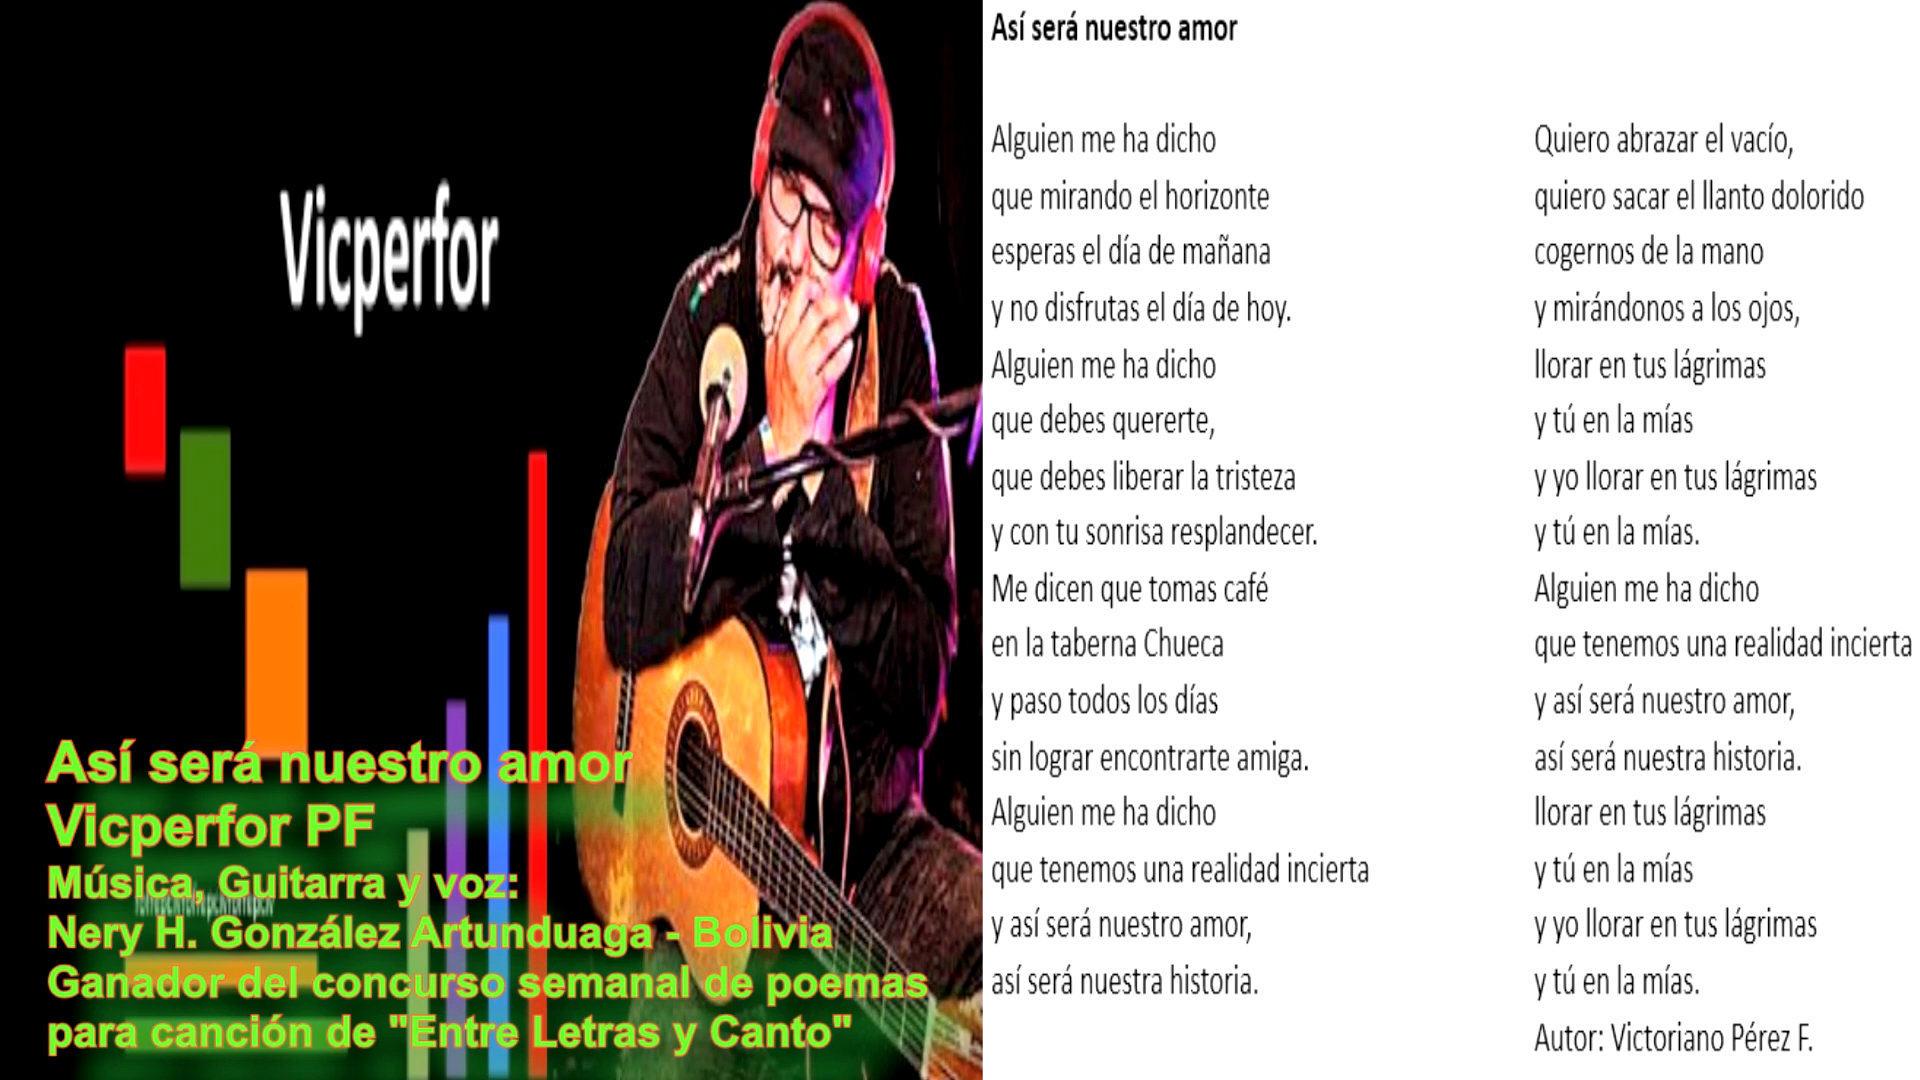 Vicperfor
Así será nuestro amor
Vicperfor PF
Música, Guitarra y voz:
Nery H. González Artunduaga - Bolivia
Ganador del concurso semanal de poemas
para canción de "Entre Letras y Canto"
Así será nuestro amor
Alguien me ha dicho
que mirando el horizonte
esperas el día de mañana
y no disfrutas el día de hoy.
Alguien me ha dicho
que debes quererte,
que debes liberar la tristeza
y con tu sonrisa resplandecer.
Me dicen que tomas café
en la taberna Chueca
y paso todos los días
sin lograr encontrarte amiga.
Alguien me ha dicho
que tenemos una realidad incierta
y así será nuestro amor,
así será nuestra historia.
Quiero abrazar el vacío,
quiero sacar el llanto dolorido
cogernos de la mano
y mirándonos a los ojos,
llorar en tus lágrimas
y tú en la mías
y yo llorar en tus lágrimas
y tú en la mías.
Alguien me ha dicho
que tenemos una realidad incierta
y así será nuestro amor,
así será nuestra historia.
llorar en tus lágrimas
y tú en la mías
y yo llorar en tus lágrimas
y tú en la mías.
Autor: Victoriano Pérez F.